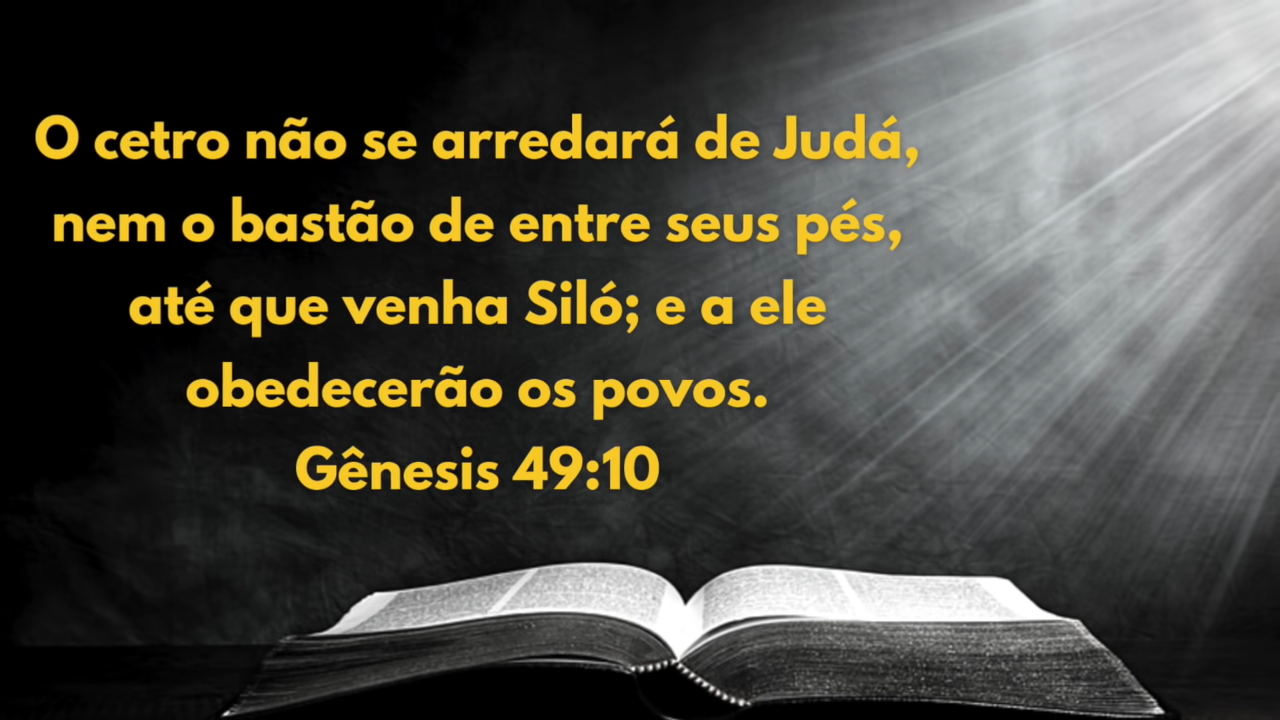 O cetro não se arredará de Judá,
nem o bastão de entre seus pés,
até que venha Siló; e a ele
obedecerão os povos.
Gênesis 49:10